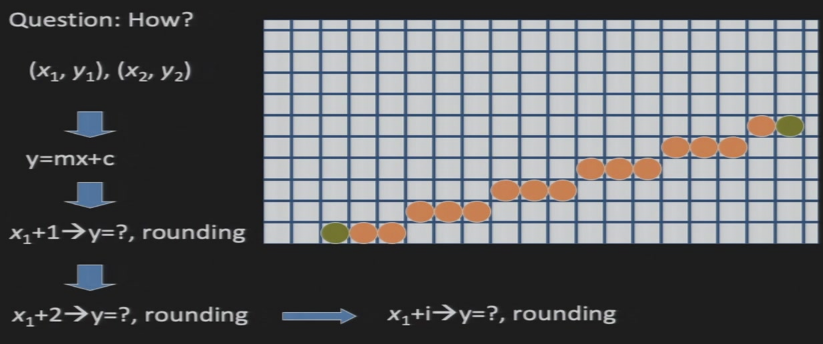 Question: How?
(x₁, y₁), (x₂, y₂)
y=mx+c
x₁+1→y=?, rounding
x₁+2→y=?, rounding
x₁+i→y=?, rounding